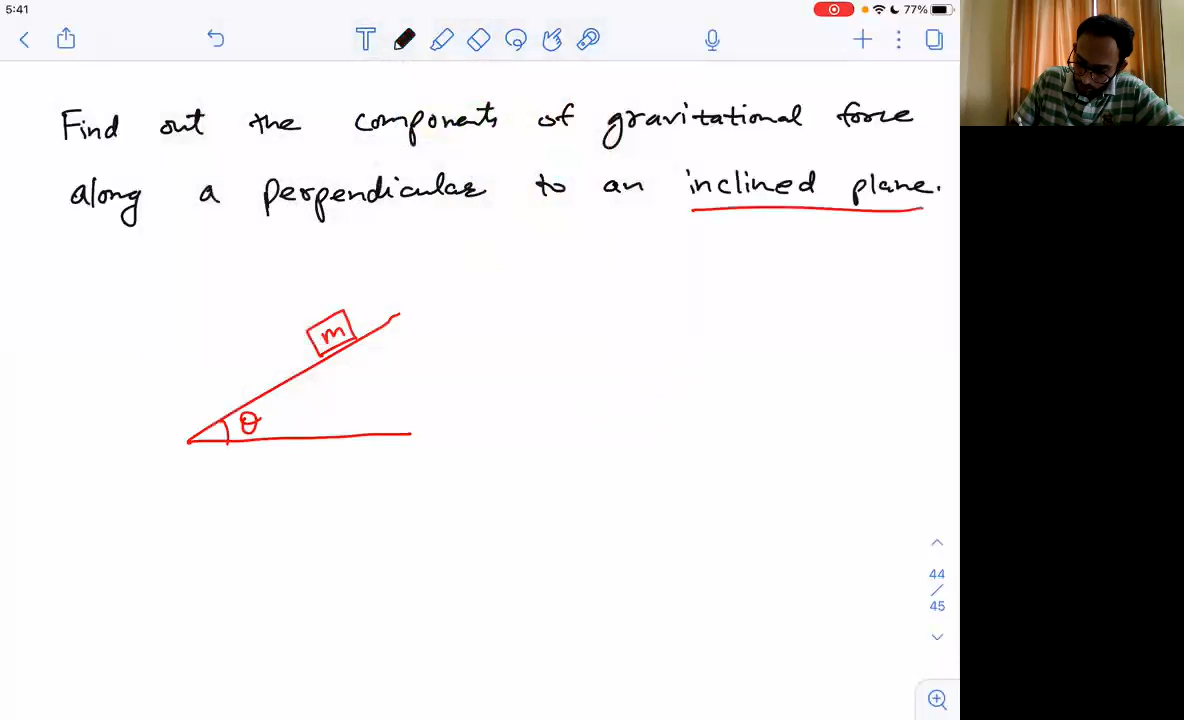 5:41
77%
T
Find out the components of gravitational force
along a perpendicular to an inclined plane.
m
θ
44
/
45